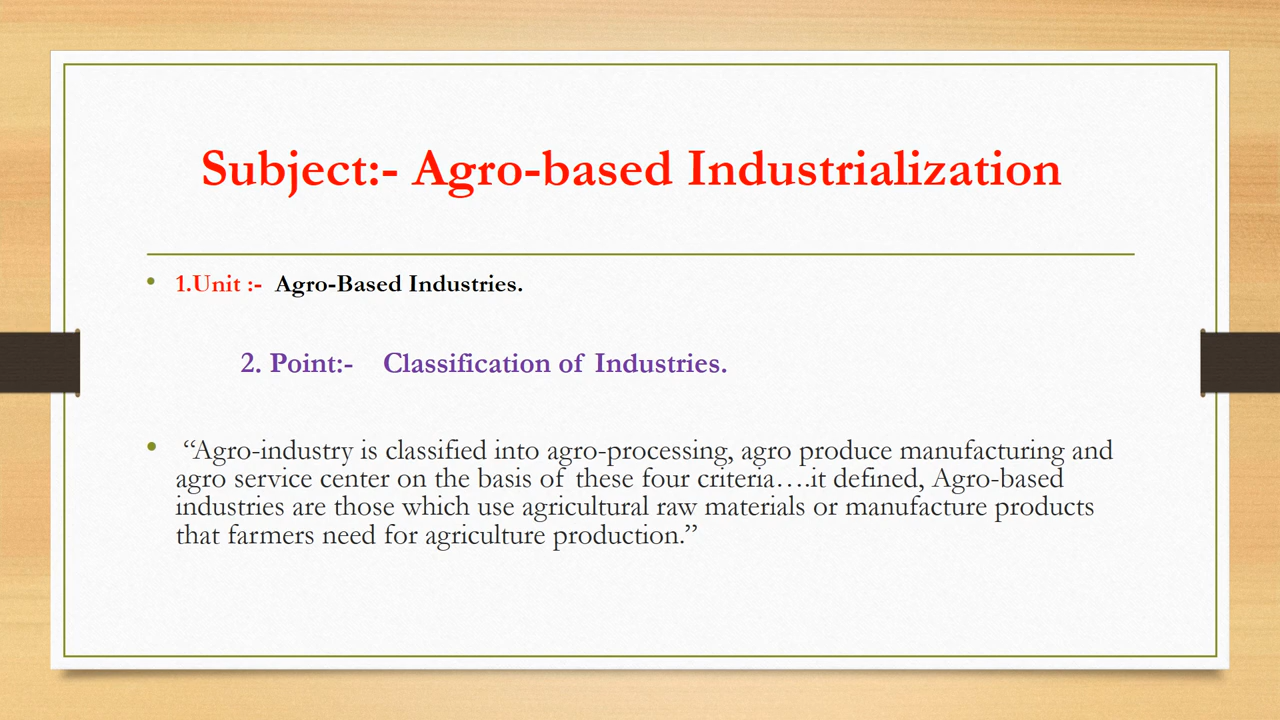 Subject:- Agro-based Industrialization
• 1.Unit :- Agro-Based Industries.
2. Point:- Classification of Industries.
• “Agro-industry is classified into agro-processing, agro produce manufacturing and
agro service center on the basis of these four criteria….it defined, Agro-based
industries are those which use agricultural raw materials or manufacture products
that farmers need for agriculture production.”